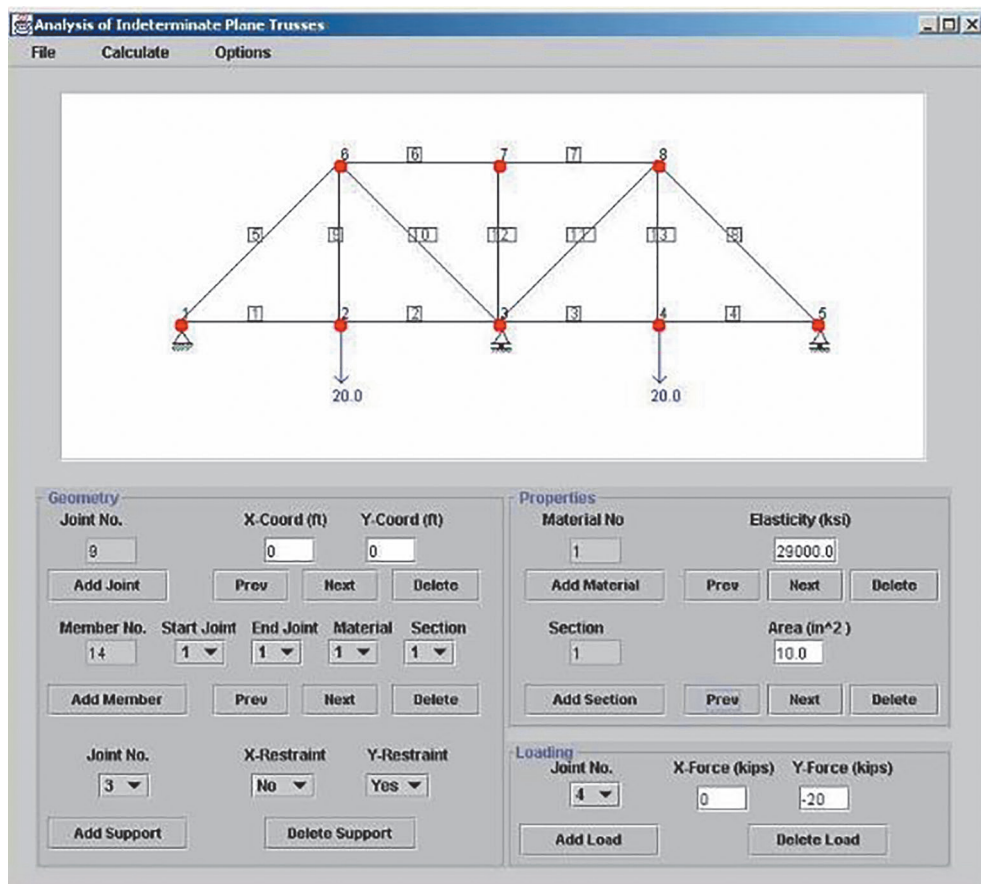 Analysis of Indeterminate Plane Trusses
File Calculate Options
6 6 7 7 8
5 9 10 12 11 13 8
1 1 2 2 3 3 4 4 5
20.0 20.0
Geometry
Joint No. X-Coord (ft) Y-Coord (ft)
9 0 0
Add Joint Prev Next Delete
Member No. Start Joint End Joint Material Section
14 1 1 1 1
Add Member Prev Next Delete
Joint No. X-Restraint Y-Restraint
3 No Yes
Add Support Delete Support
Properties
Material No Elasticity (ksi)
1 29000.0
Add Material Prev Next Delete
Section Area (in^2 )
1 10.0
Add Section Prev Next Delete
Loading
Joint No. X-Force (kips) Y-Force (kips)
4 0 -20
Add Load Delete Load